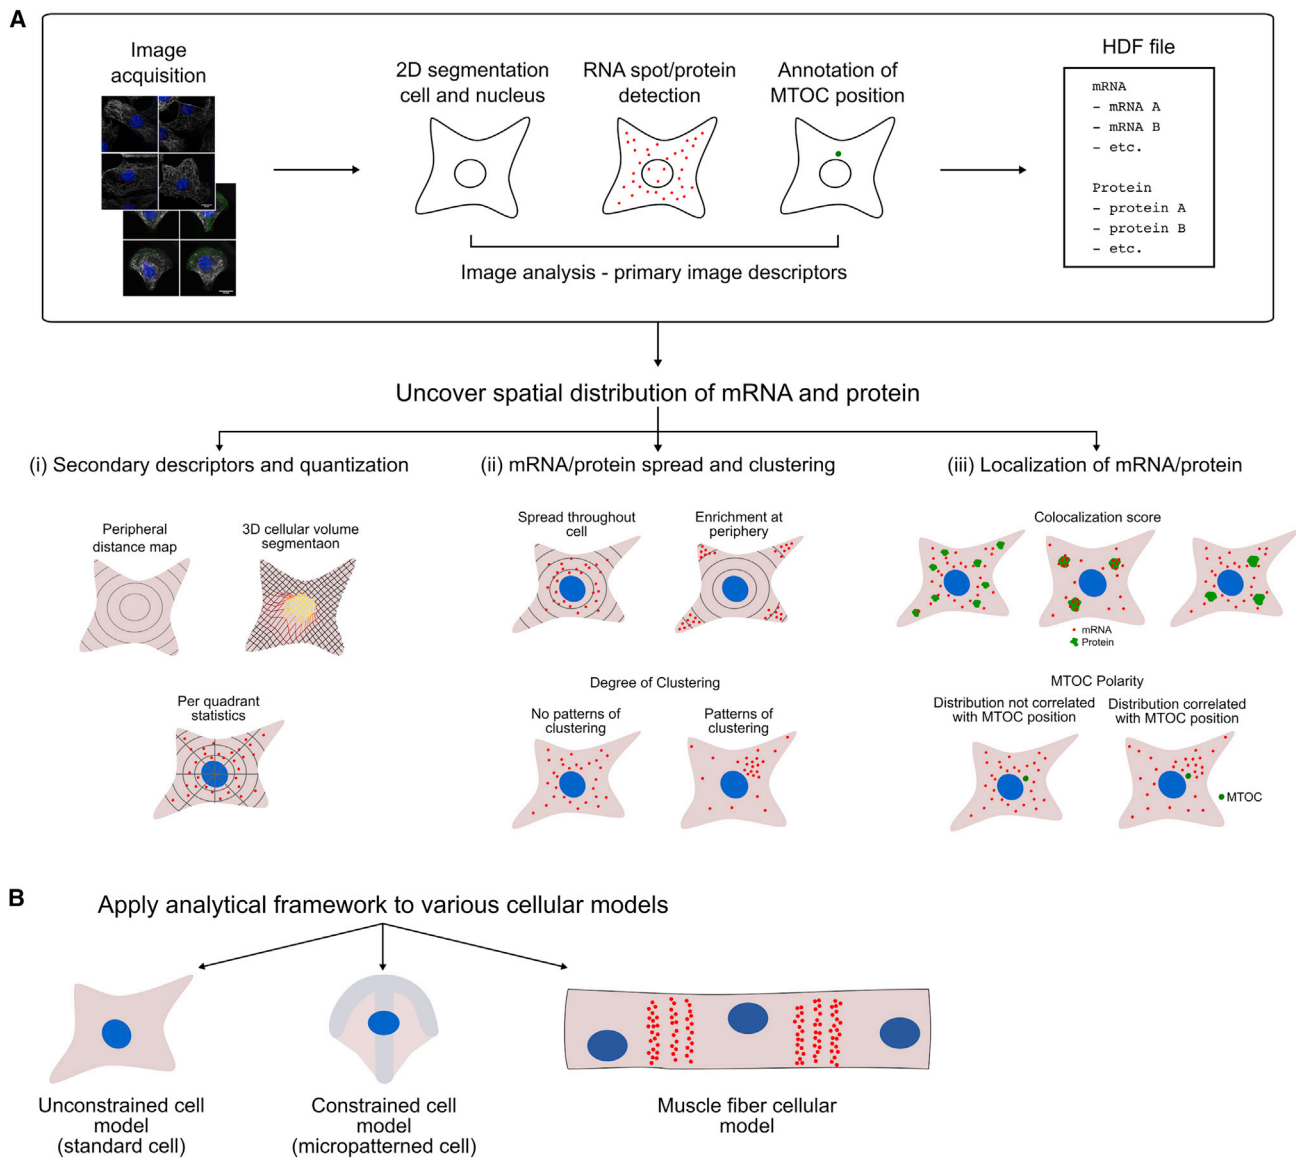 A
Image
acquisition
2D segmentation
cell and nucleus
RNA spot/protein
detection
Annotation of
MTOC position
Image analysis - primary image descriptors
HDF file
mRNA
- mRNA A
- mRNA B
- etc.
Protein
- protein A
- protein B
- etc.
Uncover spatial distribution of mRNA and protein
(i) Secondary descriptors and quantization
Peripheral
distance map
3D cellular volume
segmentaon
Per quadrant
statistics
(ii) mRNA/protein spread and clustering
Spread throughout
cell
Enrichment at
periphery
Degree of Clustering
No patterns of
clustering
Patterns of
clustering
(iii) Localization of mRNA/protein
Colocalization score
mRNA
Protein
MTOC Polarity
Distribution not correlated
with MTOC position
Distribution correlated
with MTOC position
MTOC
B
Apply analytical framework to various cellular models
Unconstrained cell
model
(standard cell)
Constrained cell
model
(micropatterned cell)
Muscle fiber cellular
model